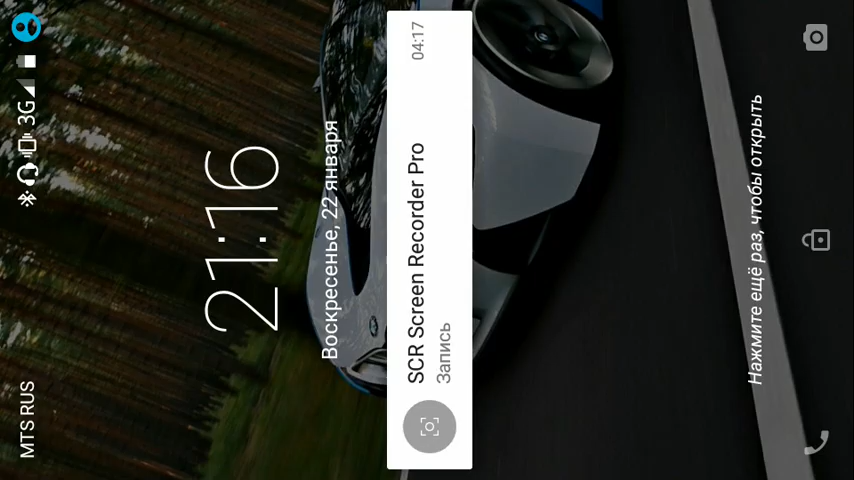 MTS RUS 3G
21:16
Воскресенье, 22 января
SCR Screen Recorder Pro 04:17
Запись
Нажмите ещё раз, чтобы открыть